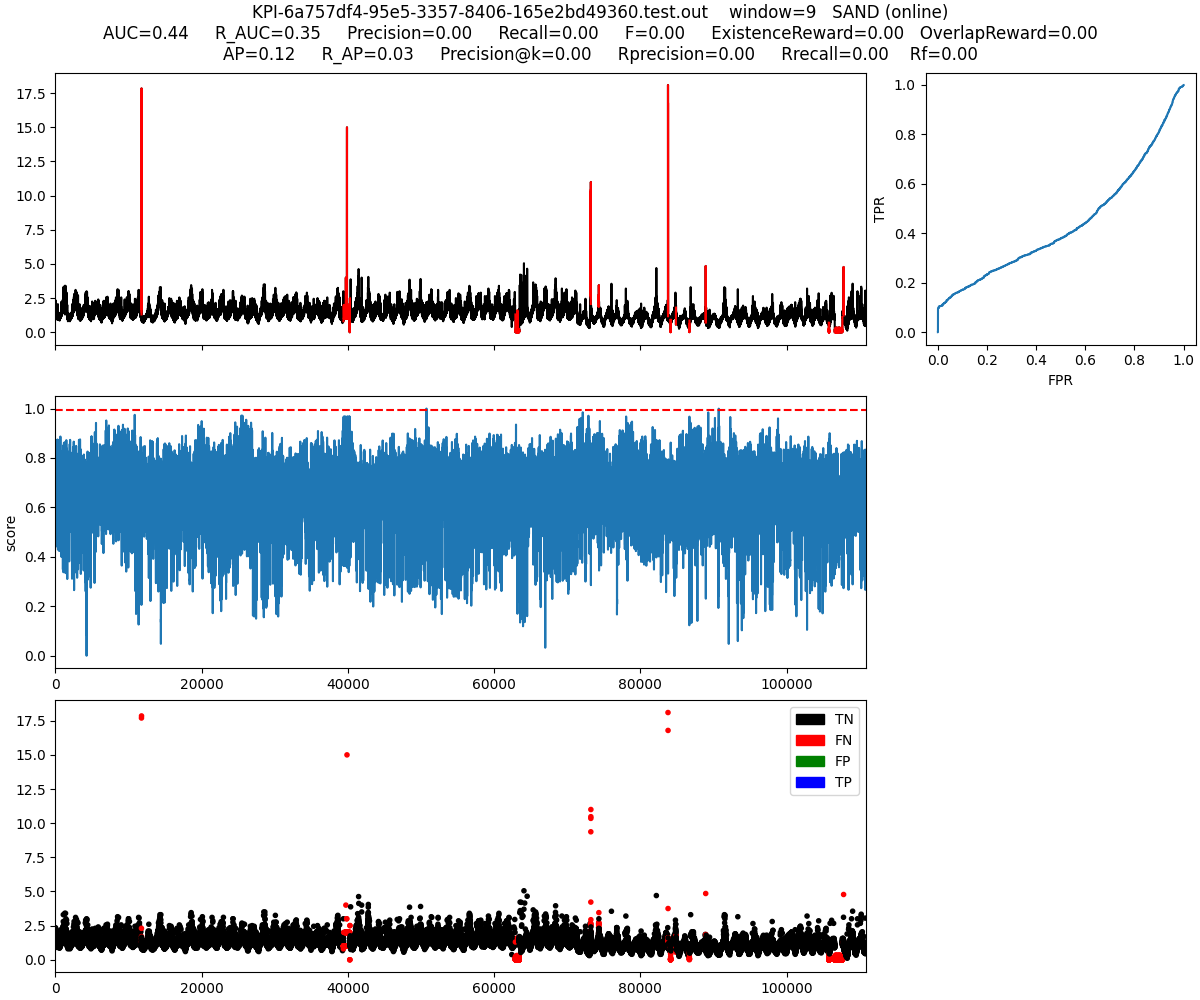 KPI-6a757df4-95e5-3357-8406-165e2bd49360.test.out window=9 SAND (online)
AUC=0.44 R_AUC=0.35 Precision=0.00 Recall=0.00 F=0.00 ExistenceReward=0.00 OverlapReward=0.00
AP=0.12 R_AP=0.03 Precision@k=0.00 Rprecision=0.00 Rrecall=0.00 Rf=0.00
17.5
15.0
12.5
10.0
7.5
5.0
2.5
0.0
1.0
0.8
0.6
0.4
0.2
0.0
TPR
0.0 0.2 0.4 0.6 0.8 1.0
FPR
1.0
0.8
0.6
0.4
0.2
0.0
score
0 20000 40000 60000 80000 100000
17.5
15.0
12.5
10.0
7.5
5.0
2.5
0.0
TN
FN
FP
TP
0 20000 40000 60000 80000 100000